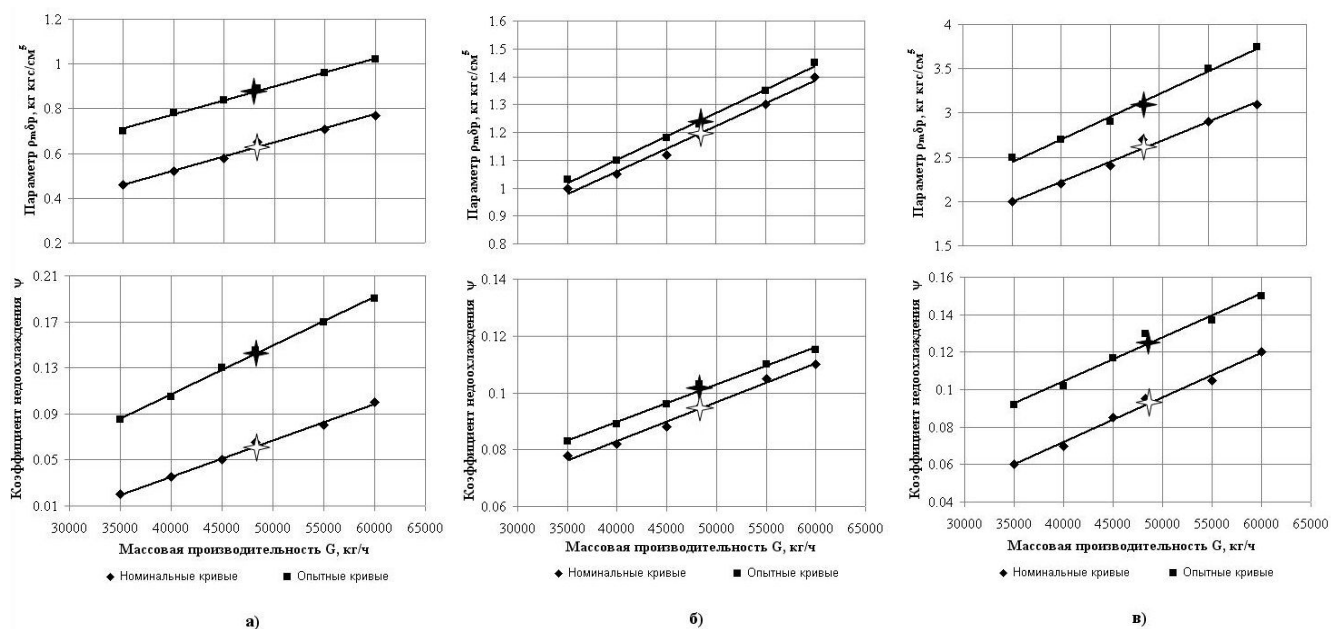 Параметр ρₘδр, кг кгс/см⁵
1.2
1
0.8
0.6
0.4
0.2
Параметр ρₘδр, кг кгс/см⁵
1.6
1.5
1.4
1.3
1.2
1.1
1
0.9
0.8
Параметр ρₘδр, кг кгс/см⁵
4
3.5
3
2.5
2
1.5
Коэффициент недоохлаждения ψ
0.21
0.17
0.13
0.09
0.05
0.01
30000 35000 40000 45000 50000 55000 60000 65000
Массовая производительность G, кг/ч
Номинальные кривые Опытные кривые
а)
Коэффициент недоохлаждения ψ
0.14
0.12
0.1
0.08
0.06
30000 35000 40000 45000 50000 55000 60000 65000
Массовая производительность G, кг/ч
Номинальные кривые Опытные кривые
б)
Коэффициент недоохлаждения ψ
0.16
0.14
0.12
0.1
0.08
0.06
0.04
30000 35000 40000 45000 50000 55000 60000 65000
Массовая производительность G, кг/ч
Номинальные кривые Опытные кривые
в)